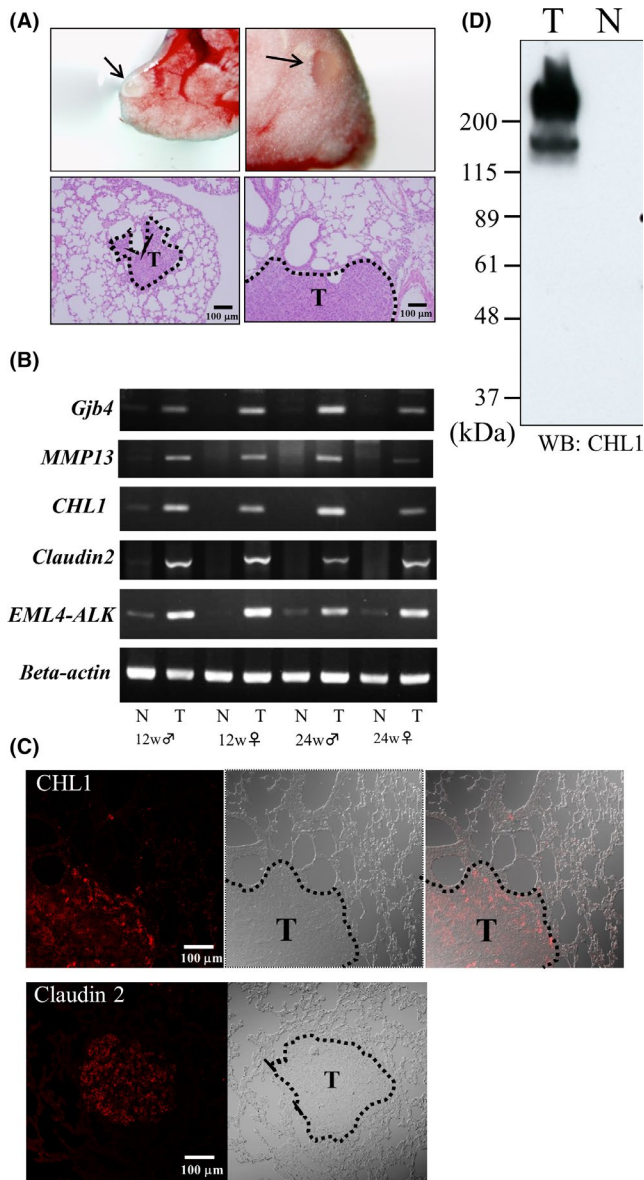 (A)
T
100 μm
T
100 μm
(B)
Gjb4
MMP13
CHL1
Claudin2
EML4-ALK
Beta-actin
N T N T N T N T
12w♂ 12w♀ 24w♂ 24w♀
(C)
CHL1
100 μm
T
T
Claudin 2
100 μm
T
(D)
T N
200
115
89
61
48
37
(kDa)
WB: CHL1